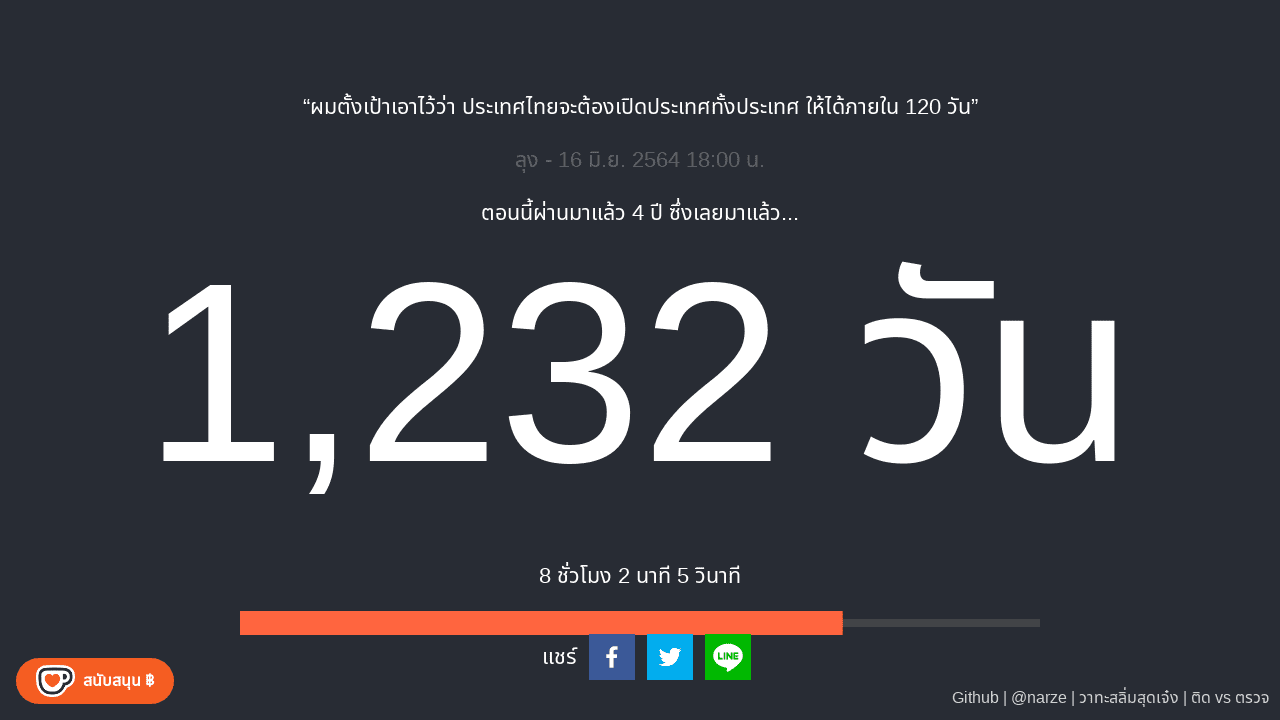 “ผมตั้งเป้าเอาไว้ว่า ประเทศไทยจะต้องเปิดประเทศทั้งประเทศ ให้ได้ภายใน 120 วัน”
ลุง - 16 มิ.ย. 2564 18:00 น.
ตอนนี้ผ่านมาแล้ว 4 ปี ซึ่งเลยมาแล้ว...
1,232 วัน
8 ชั่วโมง 2 นาที 5 วินาที
แชร์
LINE
สนับสนุน ฿
Github | @narze | วาทะสลิ่มสุดเจ๋ง | ติด vs ตรวจ